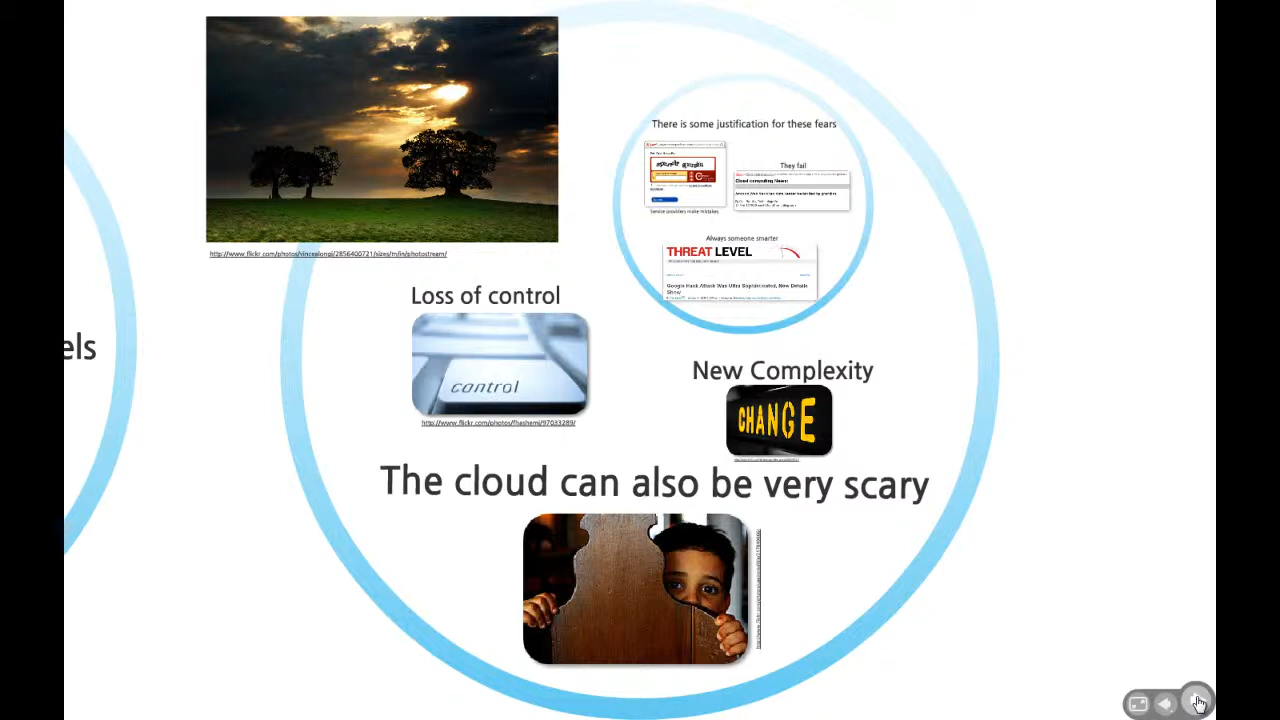 http://www.flickr.com/photos/vincealongi/2856400721/sizes/m/in/photostream/
There is some justification for these fears
They fail
Cloud computing News:
Service providers make mistakes
Always someone smarter
THREAT LEVEL
Google Hack Attack Was Ultra Sophisticated, New Details
Show
Loss of control
control
http://www.flickr.com/photos/fhashemi/97033289/
els
New Complexity
CHANGE
The cloud can also be very scary